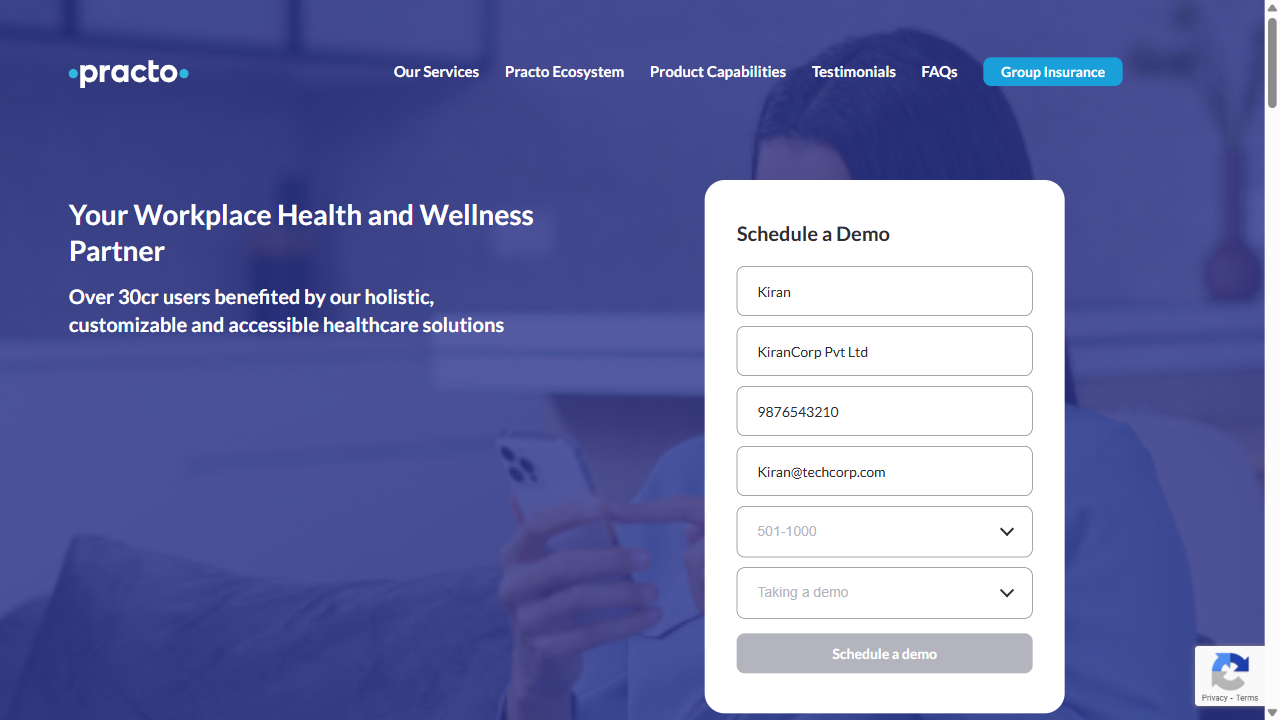 practo
Our Services
Practo Ecosystem
Product Capabilities
Testimonials
FAQs
Group Insurance
Your Workplace Health and Wellness
Partner
Over 30cr users benefited by our holistic,
customizable and accessible healthcare solutions
Schedule a Demo
Kiran
KiranCorp Pvt Ltd
9876543210
Kiran@techcorp.com
501-1000
Taking a demo
Schedule a demo
Privacy - Terms